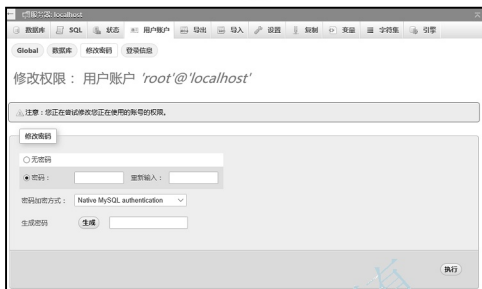 服务器: localhost
数据库 SQL 状态 用户账户 导出 导入 设置 复制 变量 字符集 引擎
Global 数据库 修改密码 登录信息
修改权限： 用户账户 'root'@'localhost'
注意：您正在尝试修改您正在使用的账号的权限。
修改密码
无密码
密码： 重新输入：
密码加密方式： Native MySQL authentication
生成密码 生成
执行